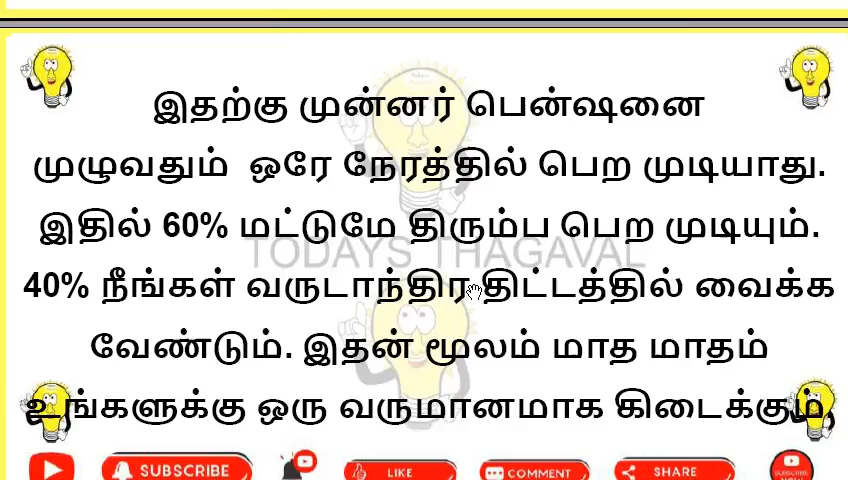 இதற்கு முன்னர் பென்ஷனை
முழுவதும் ஒரே நேரத்தில் பெற முடியாது.
இதில் 60% மட்டுமே திரும்ப பெற முடியும்.
TODAYS THAGAVAL
40% நீங்கள் வருடாந்திர திட்டத்தில் வைக்க
வேண்டும். இதன் மூலம் மாத மாதம்
உங்களுக்கு ஒரு வருமானமாக கிடைக்கும்.
SUBSCRIBE LIKE COMMENT SHARE SUBSCRIBE